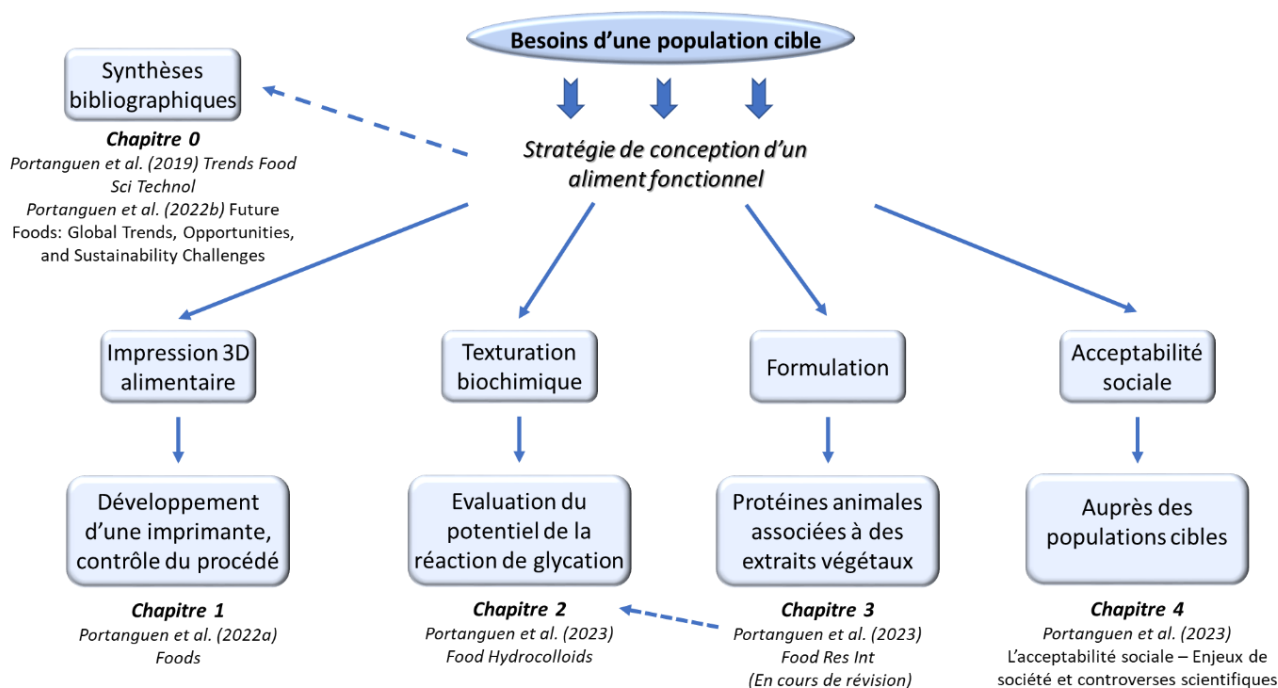 Besoins d'une population cible
Synthèses
bibliographiques
Chapitre 0
Portanguen et al. (2019) Trends Food
Sci Technol
Portanguen et al. (2022b) Future
Foods: Global Trends, Opportunities,
and Sustainability Challenges
Stratégie de conception d'un
aliment fonctionnel
Impression 3D
alimentaire
Développement
d'une imprimante,
contrôle du procédé
Chapitre 1
Portanguen et al. (2022a)
Foods
Texturation
biochimique
Evaluation du
potentiel de la
réaction de glycation
Chapitre 2
Portanguen et al. (2023)
Food Hydrocolloids
Formulation
Protéines animales
associées à des
extraits végétaux
Chapitre 3
Portanguen et al. (2023)
Food Res Int
(En cours de révision)
Acceptabilité
sociale
Auprès des
populations cibles
Chapitre 4
Portanguen et al. (2023)
L'acceptabilité sociale – Enjeux de
société et controverses scientifiques